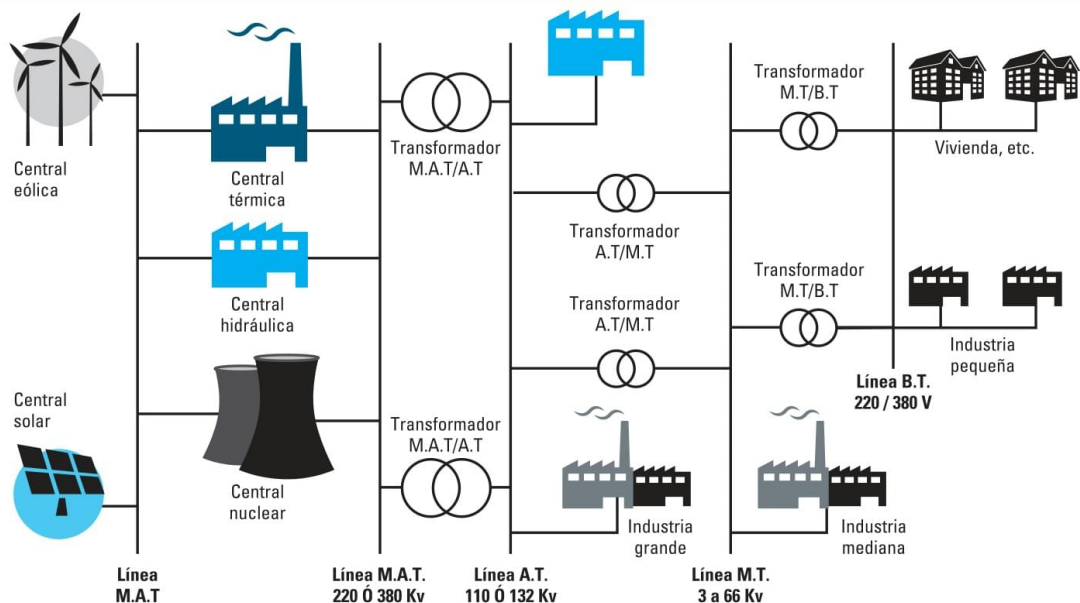 Central
eólica
Central
térmica
Central
hidráulica
Central
solar
Central
nuclear
Línea
M.A.T
Transformador
M.A.T/A.T
Transformador
M.A.T/A.T
Línea M.A.T.
220 Ó 380 Kv
Transformador
A.T/M.T
Transformador
A.T/M.T
Industria
grande
Línea A.T.
110 Ó 132 Kv
Transformador
M.T/B.T
Vivienda, etc.
Transformador
M.T/B.T
Industria
pequeña
Línea B.T.
220 / 380 V
Industria
mediana
Línea M.T.
3 a 66 Kv